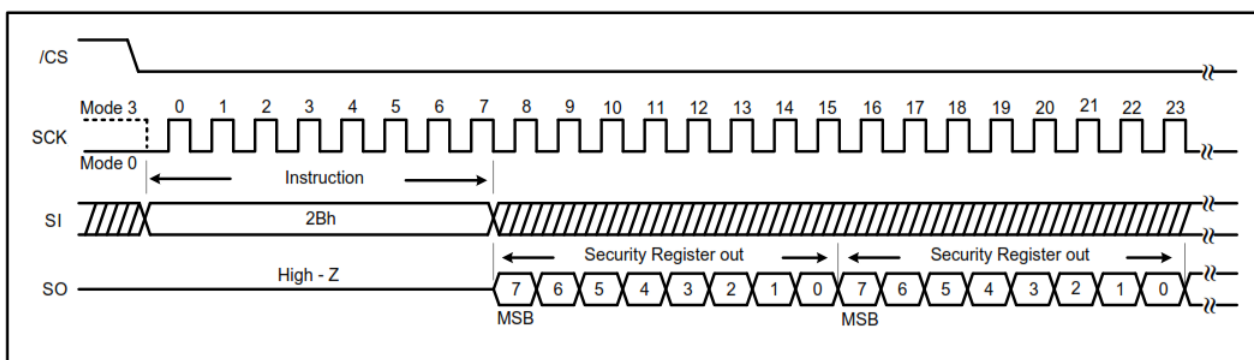 /CS
Mode 3 0 1 2 3 4 5 6 7 8 9 10 11 12 13 14 15 16 17 18 19 20 21 22 23
SCK
Mode 0
Instruction
SI 2Bh
Security Register out Security Register out
High - Z
SO 7 6 5 4 3 2 1 0 7 6 5 4 3 2 1 0
MSB MSB